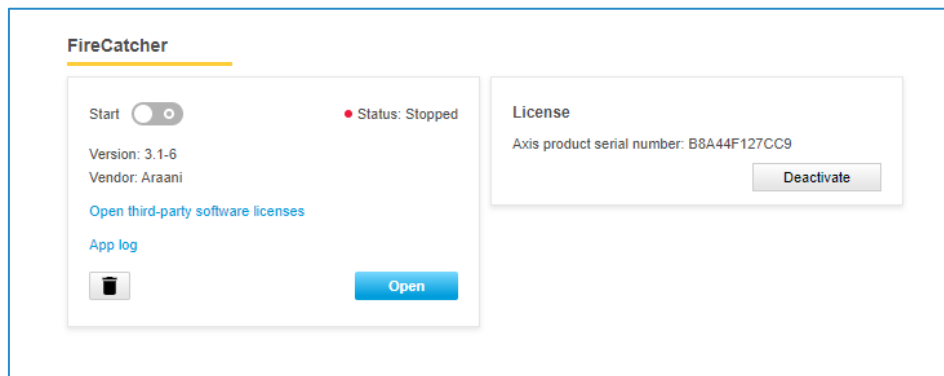 FireCatcher
Start
Status: Stopped
Version: 3.1-6
Vendor: Araani
Open third-party software licenses
App log
Open
License
Axis product serial number: B8A44F127CC9
Deactivate